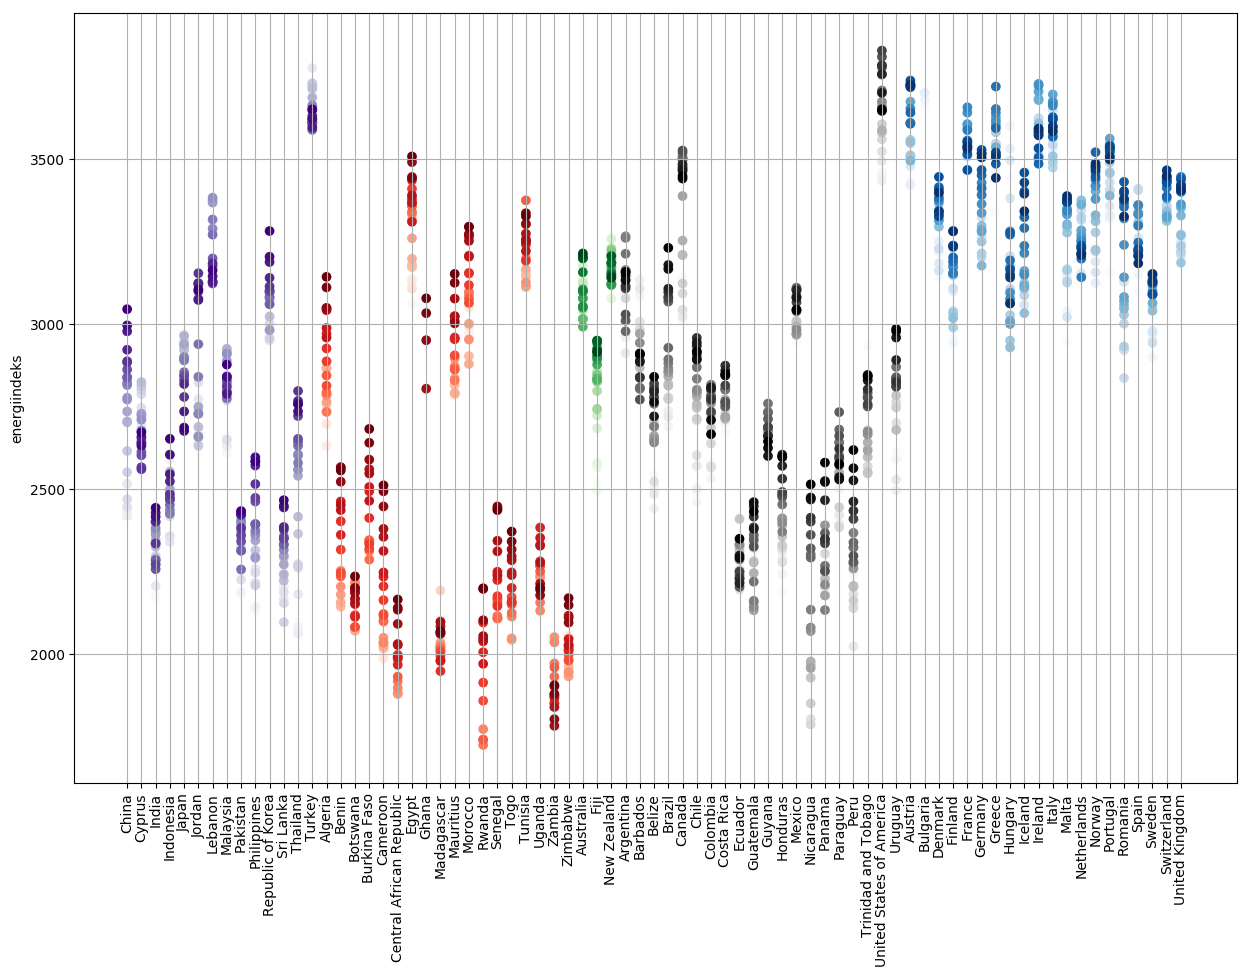 energiindeks
3500
3000
2500
2000
China
Cyprus
India
Indonesia
Japan
Jordan
Lebanon
Malaysia
Pakistan
Philippines
Republic of Korea
Sri Lanka
Thailand
Turkey
Algeria
Benin
Botswana
Burkina Faso
Cameroon
Central African Republic
Egypt
Ghana
Madagascar
Mauritius
Morocco
Rwanda
Senegal
Togo
Tunisia
Uganda
Zambia
Zimbabwe
Australia
Fiji
New Zealand
Argentina
Barbados
Belize
Brazil
Canada
Chile
Colombia
Costa Rica
Ecuador
Guatemala
Guyana
Honduras
Mexico
Nicaragua
Panama
Paraguay
Peru
Trinidad and Tobago
United States of America
Uruguay
Austria
Bulgaria
Denmark
Finland
France
Germany
Greece
Hungary
Iceland
Ireland
Italy
Malta
Netherlands
Norway
Portugal
Romania
Spain
Sweden
Switzerland
United Kingdom